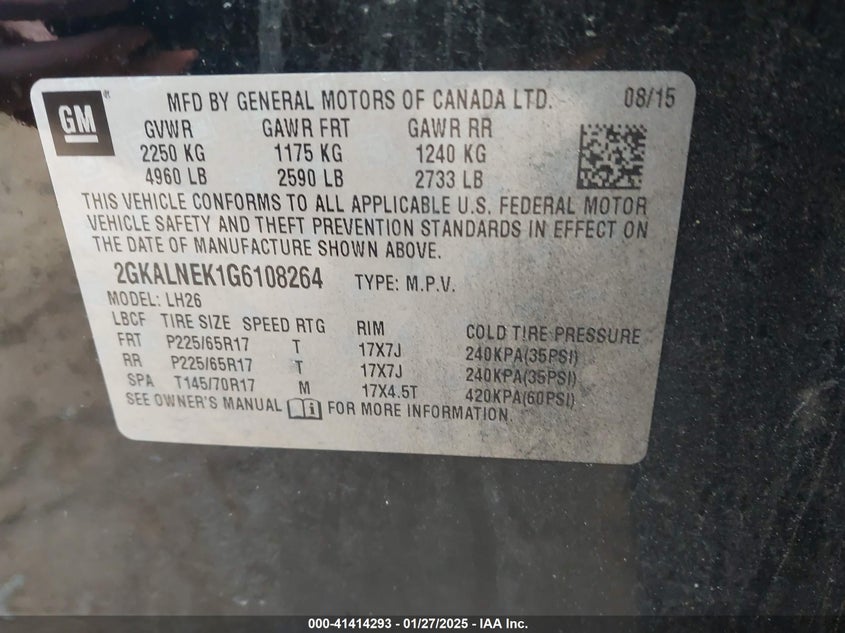 GM
MFD BY GENERAL MOTORS OF CANADA LTD. 08/15
GVWR GAWR FRT GAWR RR
2250 KG 1175 KG 1240 KG
4960 LB 2590 LB 2733 LB
THIS VEHICLE CONFORMS TO ALL APPLICABLE U.S. FEDERAL MOTOR
VEHICLE SAFETY AND THEFT PREVENTION STANDARDS IN EFFECT ON
THE DATE OF MANUFACTURE SHOWN ABOVE.
2GKALNEK1G6108264 TYPE: M.P.V.
MODEL: LH26
LBCF TIRE SIZE SPEED RTG RIM COLD TIRE PRESSURE
FRT P225/65R17 T 17X7J 240KPA(35PSI)
RR P225/65R17 T 17X7J 240KPA(35PSI)
SPA T145/70R17 M 17X4.5T 420KPA(60PSI)
SEE OWNER'S MANUAL i FOR MORE INFORMATION.
000-41414293 - 01/27/2025 - IAA Inc.